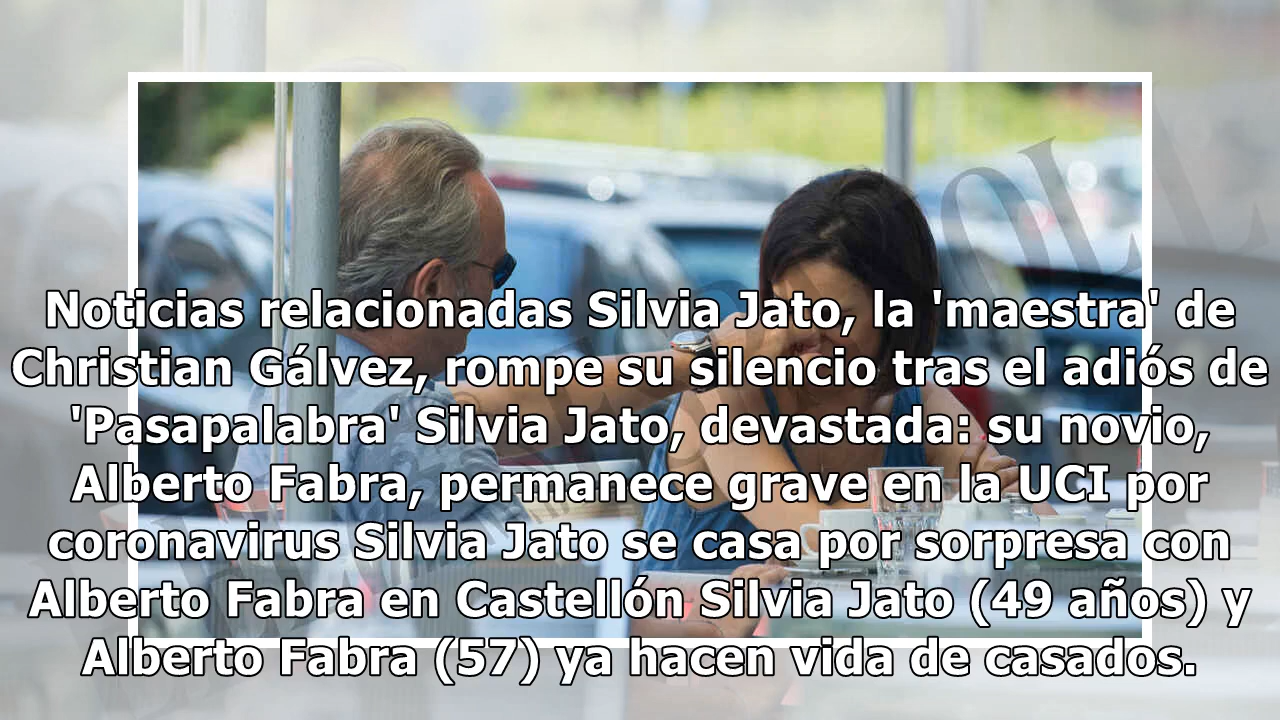 Noticias relacionadas Silvia Jato, la 'maestra' de
Christian Gálvez, rompe su silencio tras el adiós de
'Pasapalabra' Silvia Jato, devastada: su novio,
Alberto Fabra, permanece grave en la UCI por
coronavirus Silvia Jato se casa por sorpresa con
Alberto Fabra en Castellón Silvia Jato (49 años) y
Alberto Fabra (57) ya hacen vida de casados.